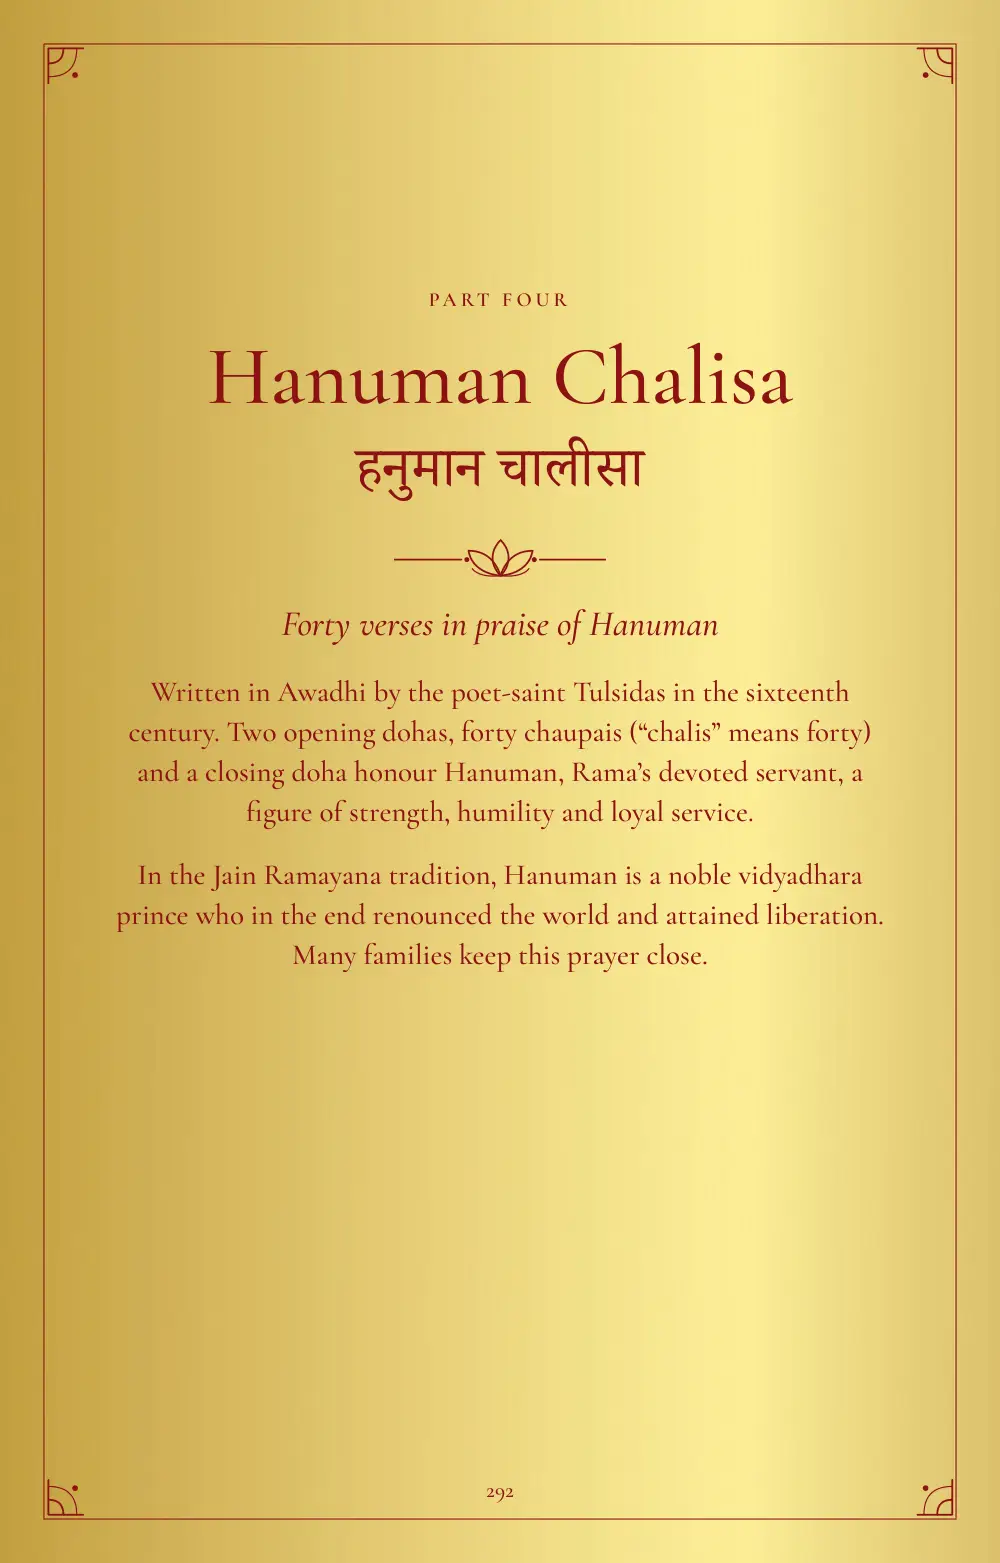 PART FOUR
Hanuman Chalisa
हनुमान चालीसा
Forty verses in praise of Hanuman
Written in Awadhi by the poet-saint Tulsidas in the sixteenth
century. Two opening dohas, forty chaupais (“chalis” means forty)
and a closing doha honour Hanuman, Rama’s devoted servant, a
figure of strength, humility and loyal service.
In the Jain Ramayana tradition, Hanuman is a noble vidyadhara
prince who in the end renounced the world and attained liberation.
Many families keep this prayer close.
292